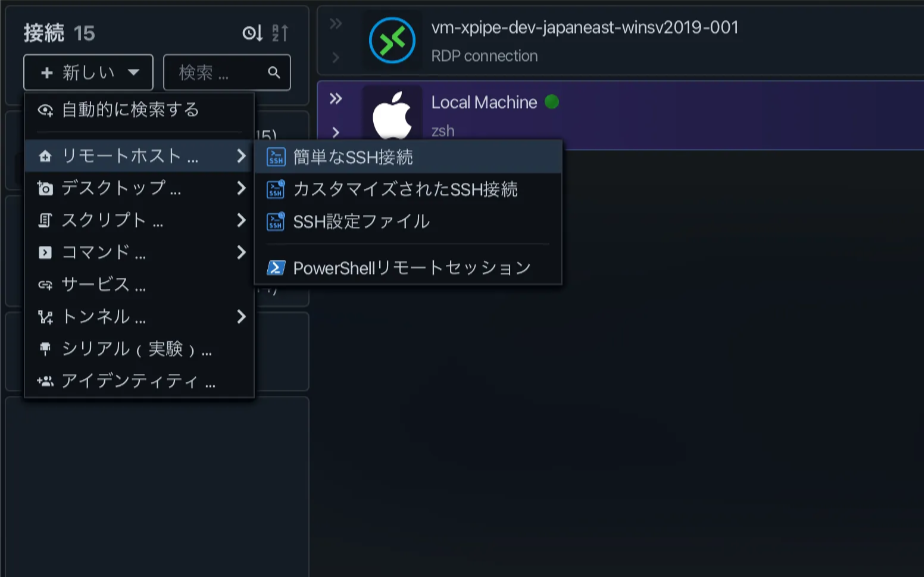 接続 15
新しい
検索 ...
自動的に検索する
リモートホスト ...
デスクトップ ...
スクリプト ...
コマンド ...
サービス ...
トンネル ...
シリアル（実験）...
アイデンティティ ...
簡単なSSH接続
カスタマイズされたSSH接続
SSH設定ファイル
PowerShellリモートセッション
vm-xpipe-dev-japaneast-winsv2019-001
RDP connection
Local Machine
zsh